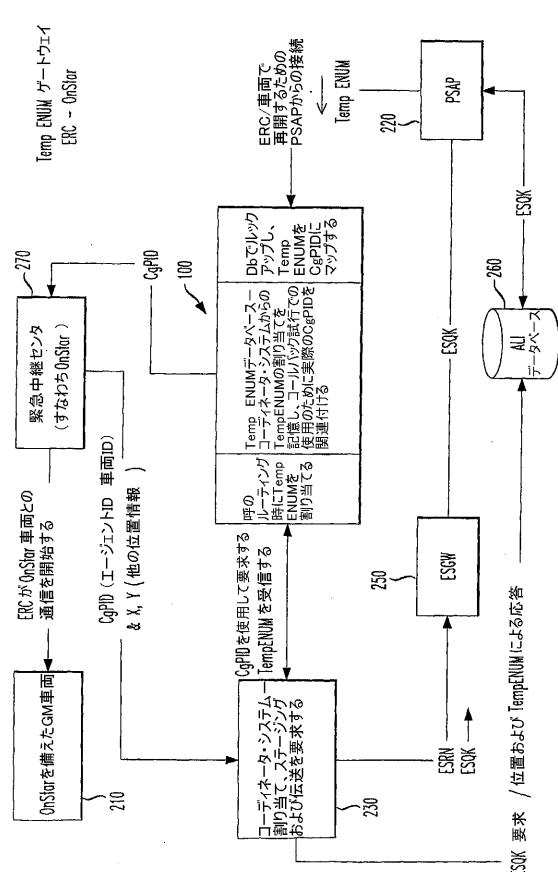 Temp ENUM ゲートウェイ
ERC - OnStar
OnStarを備えたGM車両
210
ERCがOnStar車両との
通信を開始する
緊急中継センタ
(すなわちOnStar)
270
CgPID (エージェントID 車両ID)
& X, Y (他の位置情報)
CgPID
100
コーディネータ・システムー
割り当て、ステージング
および伝送を要求する
230
CgPIDを使用して要求する
TempENUMを受信する
呼の
ルーティング
時にTemp
ENUMを
割り当てる
Temp ENUMデータベースー
コーディネータ・システムからの
TempENUMの割り当てを
記憶し、コールバック試行での
使用のために実際のCgPIDを
関連付ける
Dbでルック
アップし、
Temp
ENUMを
CgPIDに
マップする
ERC/車両で
再開するための
PSAPからの接続
Temp ENUM
ESRN
ESQK
ESGW
250
ESQK
PSAP
220
ESQK
ALI
データベース
260
ESQK 要求 / 位置および TempENUMによる応答